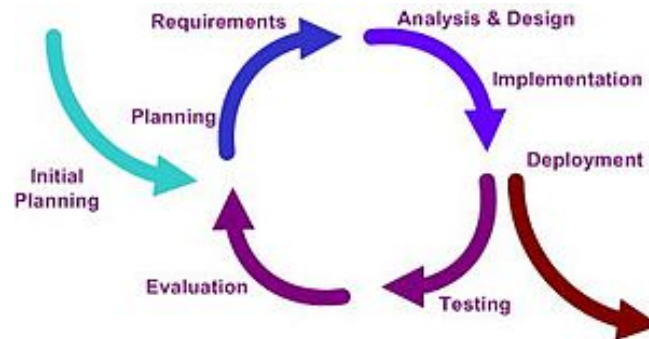 Requirements
Analysis & Design
Implementation
Planning
Deployment
Initial
Planning
Evaluation
Testing